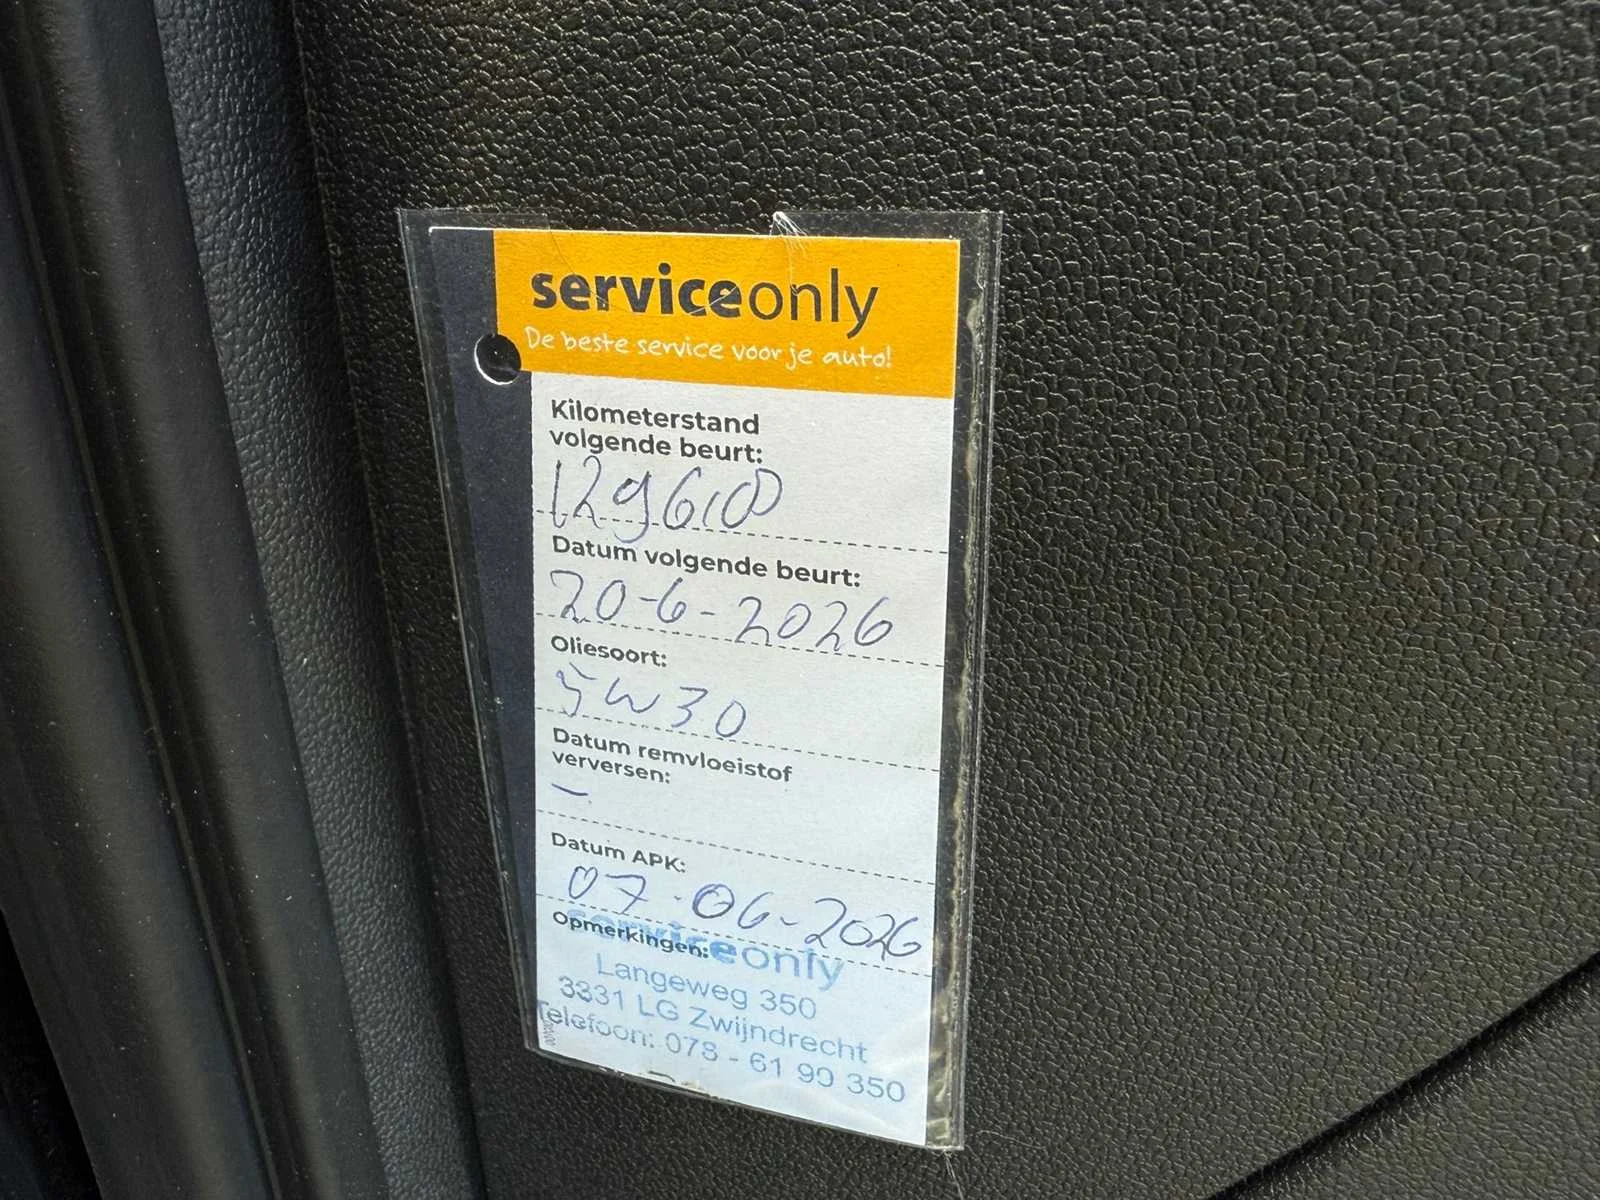 serviceonly
De beste service voor je auto!
Kilometerstand
volgende beurt:
129618
Datum volgende beurt:
20-6-2026
Oliesoort:
5W30
Datum remvloeistof
verversen:
-
Datum APK:
07-06-2026
Opmerkingen:
serviceonly
Langeweg 350
3331 LG Zwijndrecht
Telefoon: 078 - 61 90 350